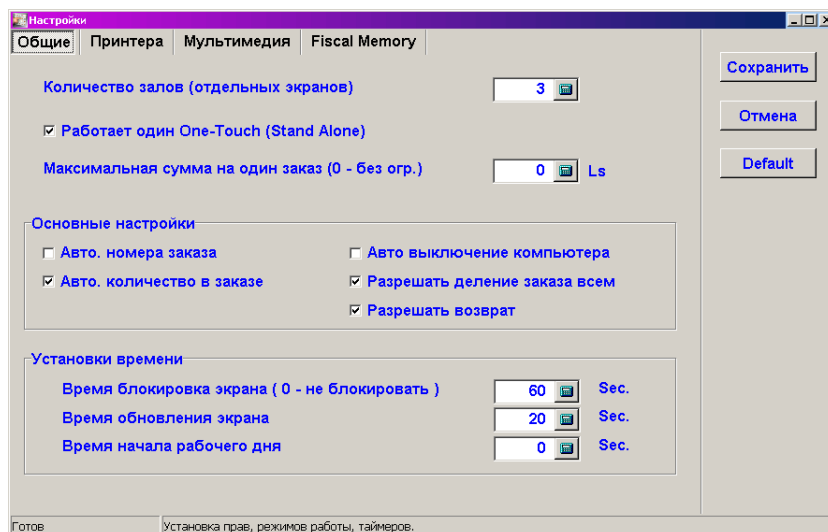 Настройки
Общие Принтера Мультимедия Fiscal Memory
Количество залов (отдельных экранов) 3
Сохранить
Работает один One-Touch (Stand Alone)
Отмена
Максимальная сумма на один заказ (0 - без огр.) 0 Ls
Default
Основные настройки
Авто. номера заказа Авто выключение компьютера
Авто. количество в заказе Разрешать деление заказа всем
Разрешать возврат
Установки времени
Время блокировка экрана ( 0 - не блокировать ) 60 Sec.
Время обновления экрана 20 Sec.
Время начала рабочего дня 0 Sec.
Готов Установка прав, режимов работы, таймеров.